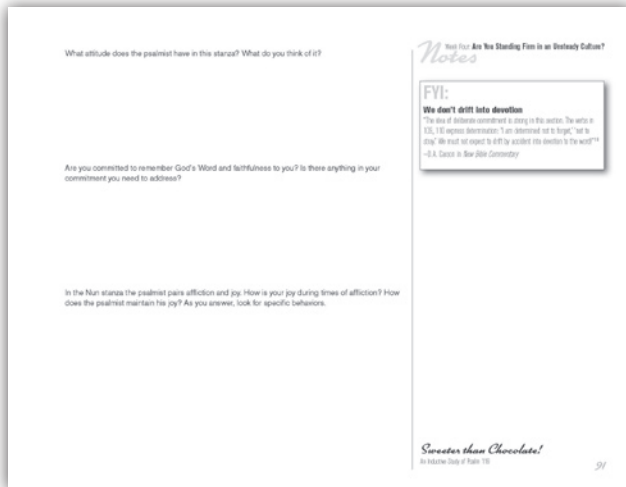 What attitude does the psalmist have in this stanza? What do you think of it?
Are you committed to remember God's Word and faithfulness to you? Is there anything in your
commitment you need to address?
In the Nun stanza the psalmist pairs affliction and joy. How is your joy during times of affliction? How
does the psalmist maintain his joy? As you answer, look for specific behaviors.
Notes
Week Four: Are You Standing Firm in an Unsteady Culture?
FYI:
We don't drift into devotion
"The idea of deliberate commitment is strong in this section. The verbs in
109, 110 express determination: 'I am determined not to forget,' 'not to
stray.' We must not expect to drift by accident into devotion to the word!"
in New Bible Commentary
Sweeter than Chocolate!
An Inductive Study of Psalm 119
91